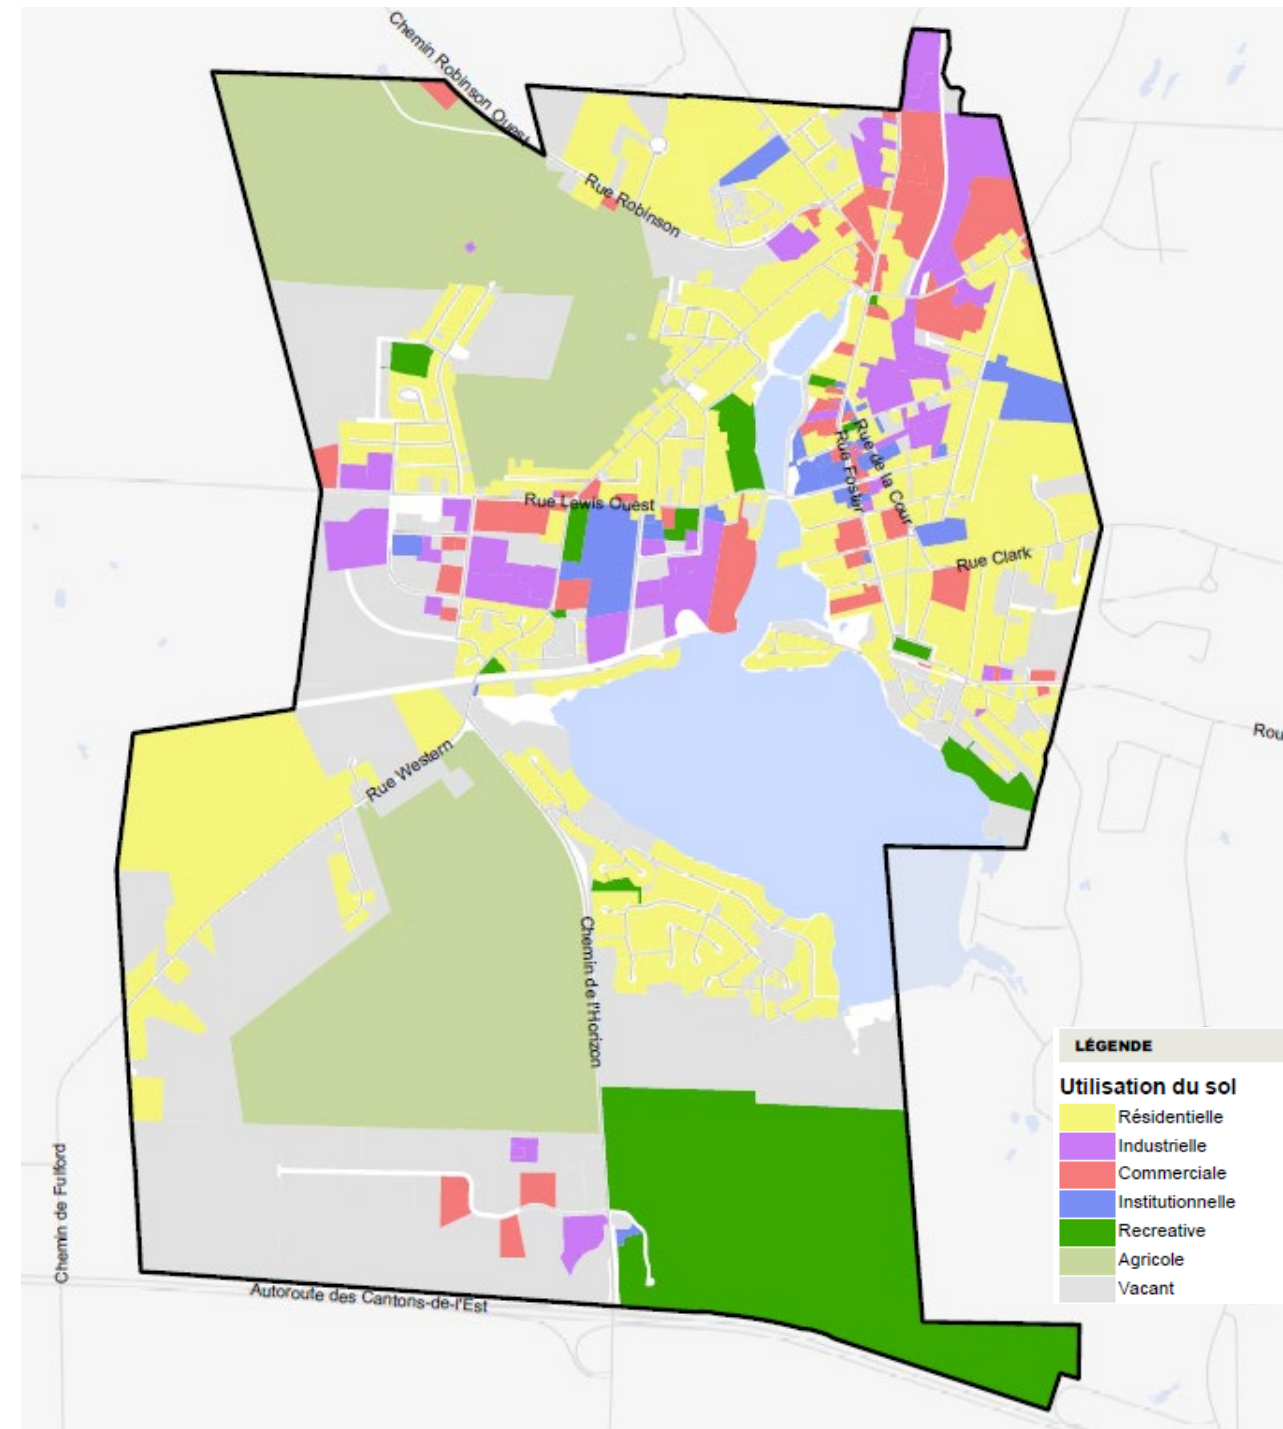 Chemin Robinson Ouest
Rue Robinson
Rue de la Cour
Rue Foster
Rue Lewis Ouest
Rue Clark
Rou
Rue Western
Chemin de l'Horizon
LÉGENDE
Utilisation du sol
Résidentielle
Industrielle
Commerciale
Institutionnelle
Recreative
Agricole
Vacant
Chemin de Fulford
Autoroute des Cantons-de-l'Est